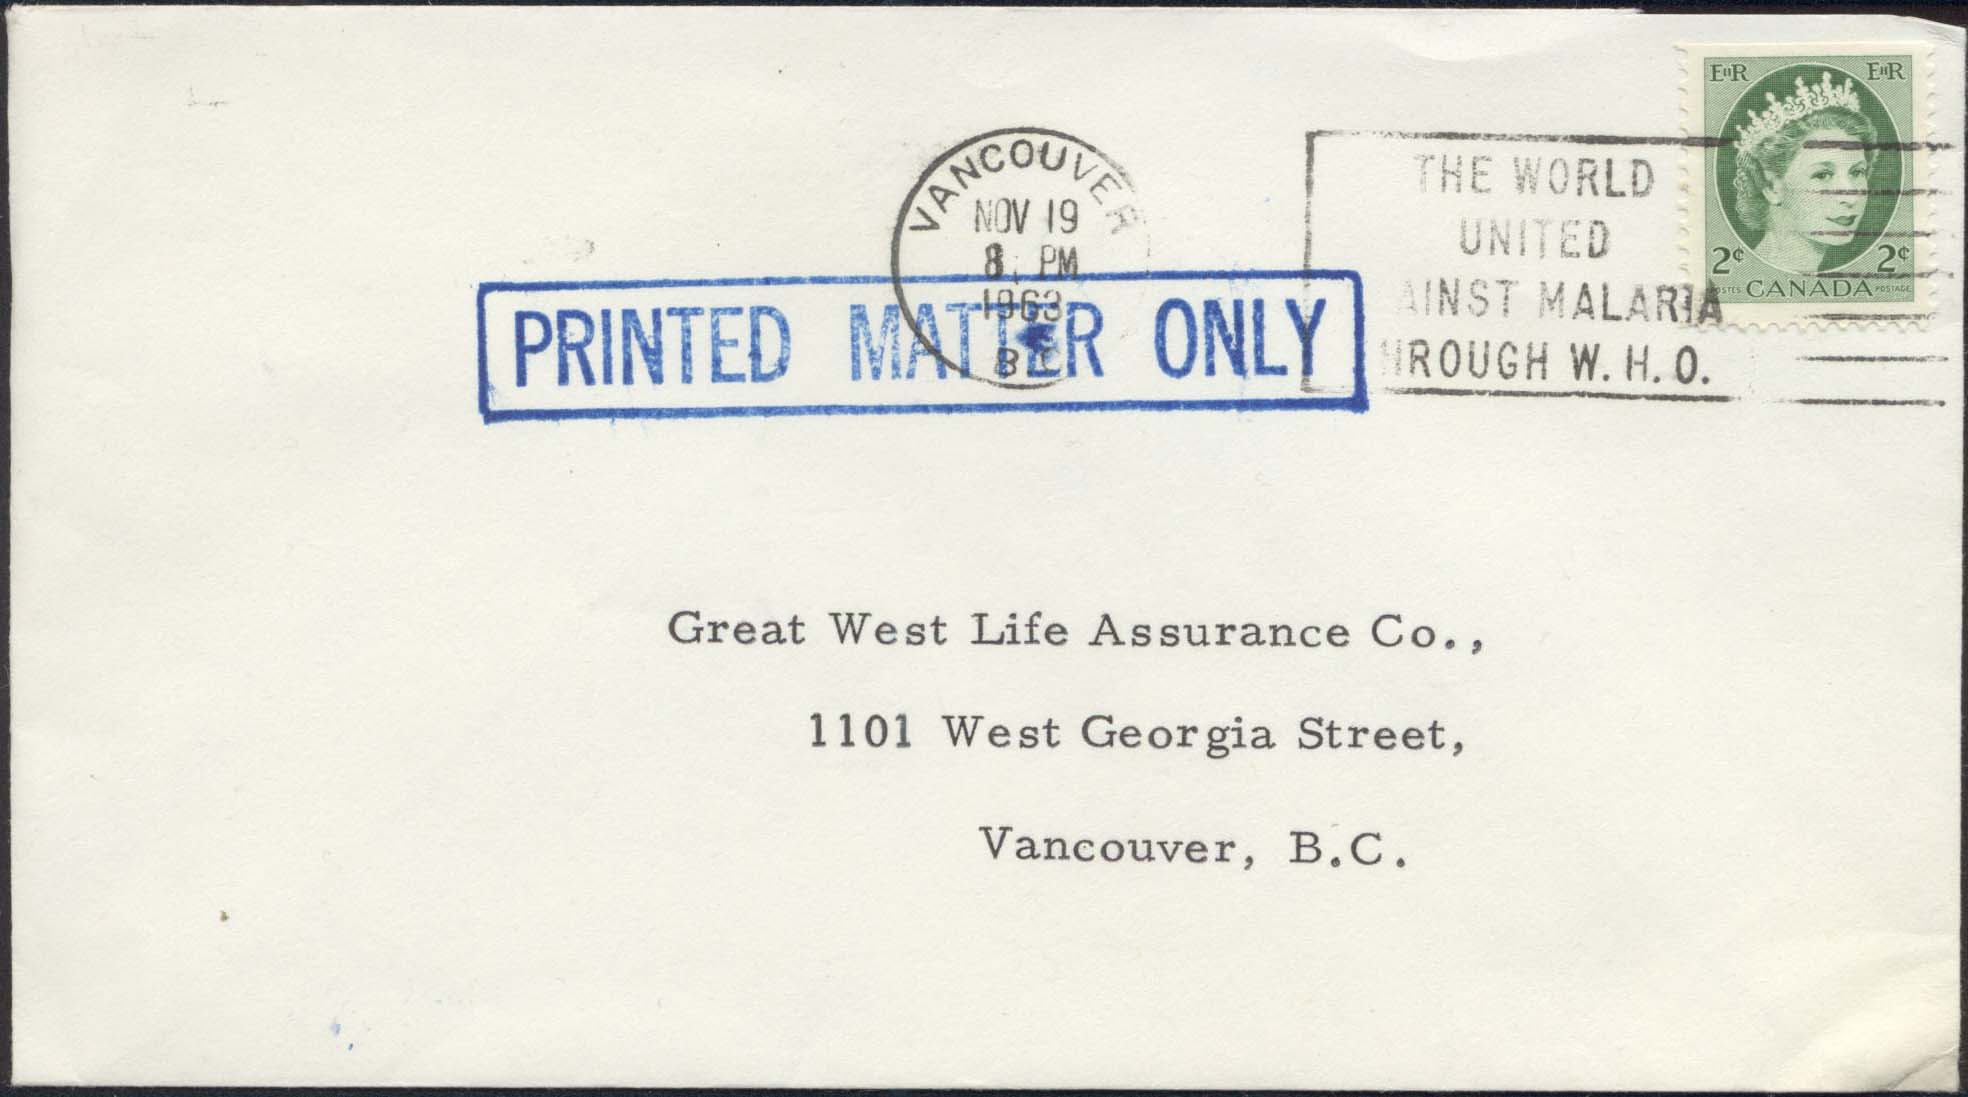 EIIR EIIR
2¢ 2¢
POSTES CANADA POSTAGE
VANCOUVER
NOV 19
8 PM
1963
B.C.
THE WORLD
UNITED
AINST MALARIA
HROUGH W. H. O.
PRINTED MATTER ONLY
Great West Life Assurance Co.,
1101 West Georgia Street,
Vancouver, B.C.